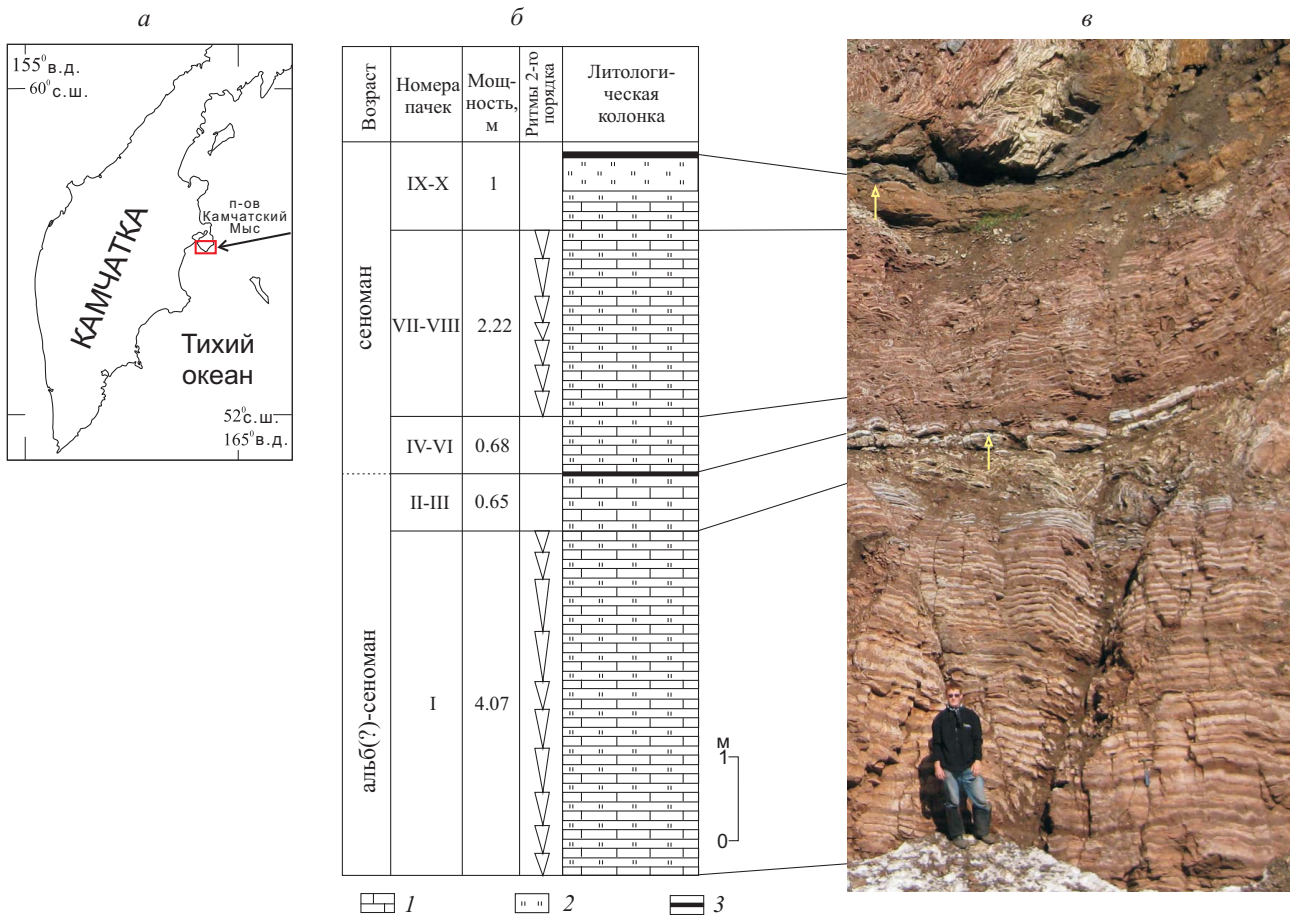 а
155⁰в.д.
60⁰с.ш.
п-ов
Камчатский
Мыс
КАМЧАТКА
Тихий
океан
52⁰с.ш.
165⁰в.д.
б
Возраст
Номера
пачек
Мощ-
ность,
м
Ритмы 2-го
порядка
Литологи-
ческая
колонка
сеноман
IX-X
1
VII-VIII
2.22
IV-VI
0.68
альб(?)-сеноман
II-III
0.65
I
4.07
м
1
0
1
2
3
в